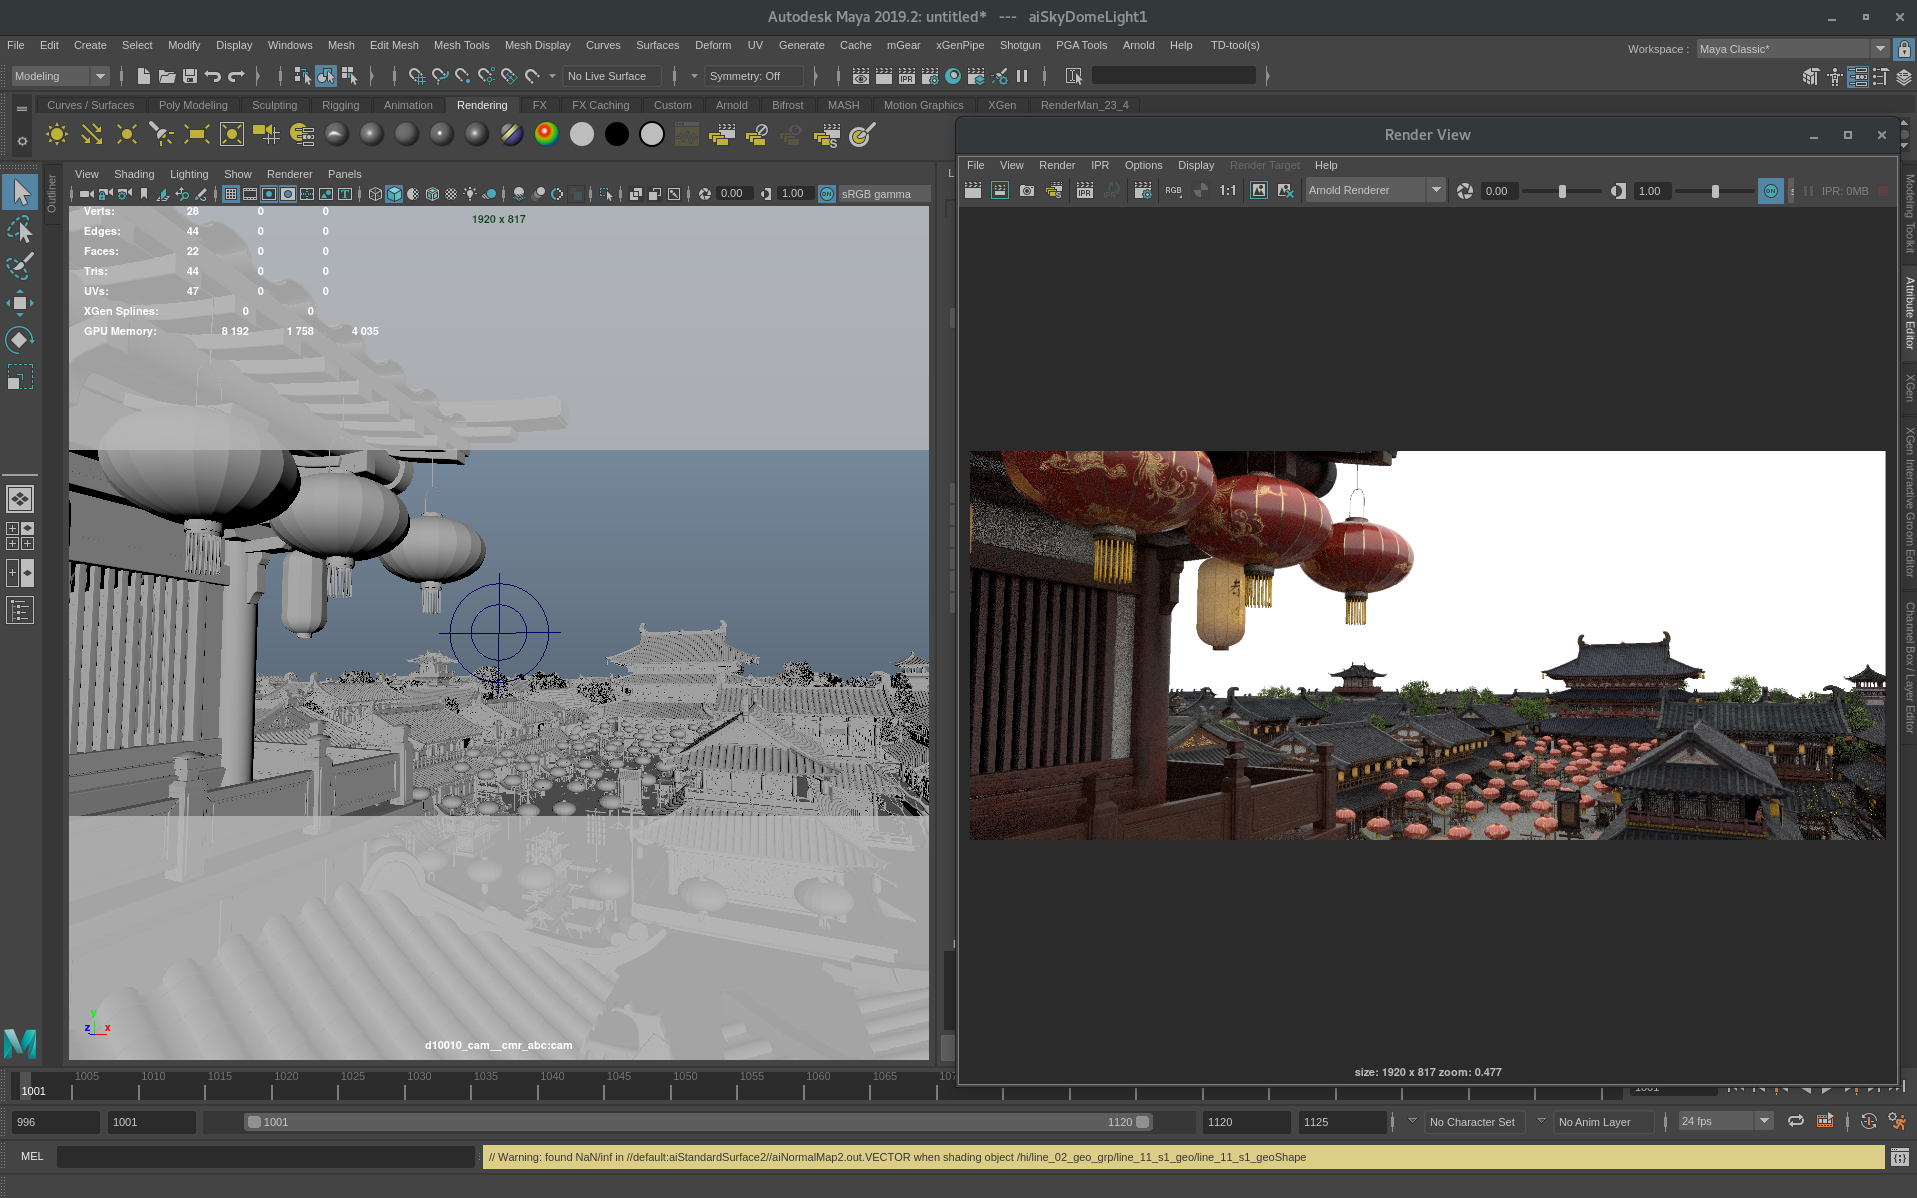 Autodesk Maya 2019.2: untitled* --- aiSkyDomeLight1
File Edit Create Select Modify Display Windows Mesh Edit Mesh Mesh Tools Mesh Display Curves Surfaces Deform UV Generate Cache mGear xGenPipe Shotgun PGA Tools Arnold Help TD-tool(s)
Workspace : Maya Classic*
Modeling No Live Surface Symmetry: Off
Curves / Surfaces Poly Modeling Sculpting Rigging Animation Rendering FX FX Caching Custom Arnold Bifrost MASH Motion Graphics XGen RenderMan_23_4
Render View
File View Render IPR Options Display Render Target Help
RGB 1:1 Arnold Renderer 0.00 1.00 ON IPR: 0MB
Outliner
View Shading Lighting Show Renderer Panels
0.00 1.00 ON sRGB gamma
1920 x 817
Verts: 28 0 0
Edges: 44 0 0
Faces: 22 0 0
Tris: 44 0 0
UVs: 47 0 0
XGen Splines: 0 0
GPU Memory: 8 192 1 758 4 035
y
z x
d10010_cam__cmr_abc:cam
size: 1920 x 817 zoom: 0.477
Modeling Toolkit
Attribute Editor
XGen
XGen Interactive Groom Editor
Channel Box / Layer Editor
1005 1010 1015 1020 1025 1030 1035 1040 1045 1050 1055 1060 1065
1001
996 1001 1001 1120 1120 1125 No Character Set No Anim Layer 24 fps
MEL // Warning: found NaN/inf in //default:aiStandardSurface2//aiNormalMap2.out.VECTOR when shading object /hi/line_02_geo_grp/line_11_s1_geo/line_11_s1_geoShape